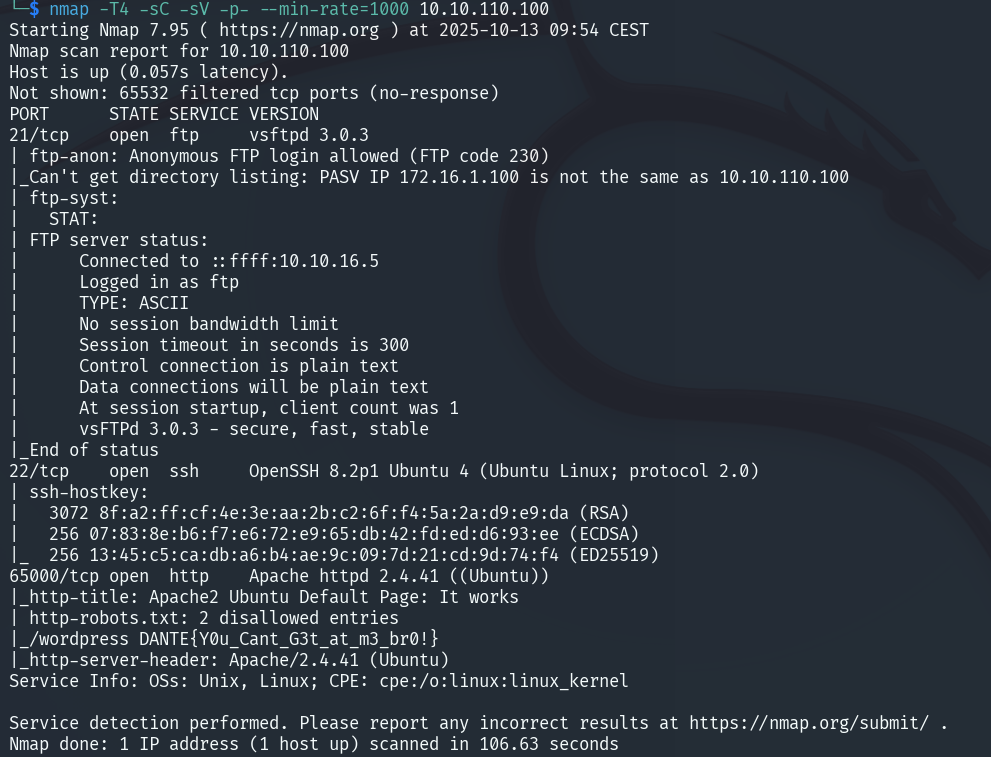 └─$ nmap -T4 -sC -sV -p- --min-rate=1000 10.10.110.100
Starting Nmap 7.95 ( https://nmap.org ) at 2025-10-13 09:54 CEST
Nmap scan report for 10.10.110.100
Host is up (0.057s latency).
Not shown: 65532 filtered tcp ports (no-response)
PORT      STATE SERVICE VERSION
21/tcp    open  ftp     vsftpd 3.0.3
| ftp-anon: Anonymous FTP login allowed (FTP code 230)
|_Can't get directory listing: PASV IP 172.16.1.100 is not the same as 10.10.110.100
| ftp-syst:
|   STAT:
| FTP server status:
|      Connected to ::ffff:10.10.16.5
|      Logged in as ftp
|      TYPE: ASCII
|      No session bandwidth limit
|      Session timeout in seconds is 300
|      Control connection is plain text
|      Data connections will be plain text
|      At session startup, client count was 1
|      vsFTPd 3.0.3 - secure, fast, stable
|_End of status
22/tcp    open  ssh     OpenSSH 8.2p1 Ubuntu 4 (Ubuntu Linux; protocol 2.0)
| ssh-hostkey:
|   3072 8f:a2:ff:cf:4e:3e:aa:2b:c2:6f:f4:5a:2a:d9:e9:da (RSA)
|   256 07:83:8e:b6:f7:e6:72:e9:65:db:42:fd:ed:d6:93:ee (ECDSA)
|_  256 13:45:c5:ca:db:a6:b4:ae:9c:09:7d:21:cd:9d:74:f4 (ED25519)
65000/tcp open  http    Apache httpd 2.4.41 ((Ubuntu))
|_http-title: Apache2 Ubuntu Default Page: It works
| http-robots.txt: 2 disallowed entries
|_/wordpress DANTE{Y0u_Cant_G3t_at_m3_br0!}
|_http-server-header: Apache/2.4.41 (Ubuntu)
Service Info: OSs: Unix, Linux; CPE: cpe:/o:linux:linux_kernel

Service detection performed. Please report any incorrect results at https://nmap.org/submit/ .
Nmap done: 1 IP address (1 host up) scanned in 106.63 seconds